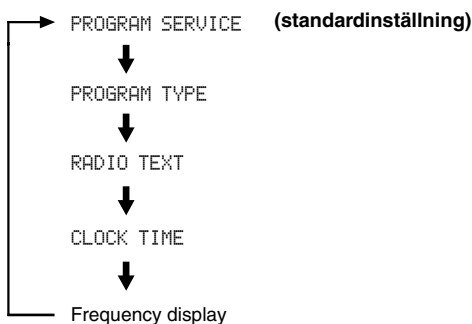 PROGRAM SERVICE (standardinställning)
PROGRAM TYPE
RADIO TEXT
CLOCK TIME
Frequency display